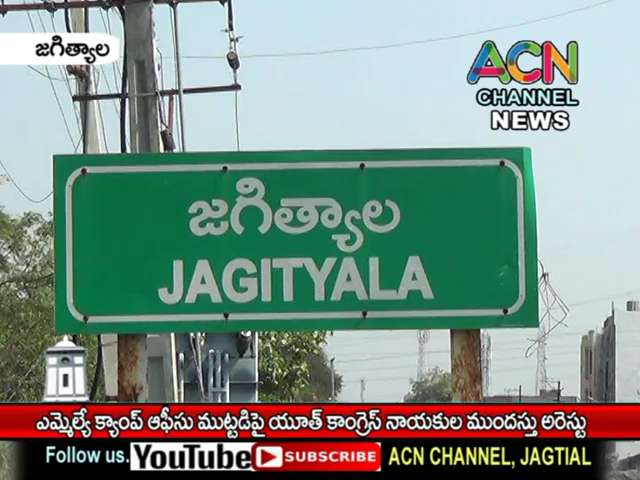 జగిత్యాల
ACN
CHANNEL
NEWS
జగిత్యాల
JAGITYALA
ఎమ్మెల్యే క్యాంప్ ఆఫీసు ముట్టడిపై యూత్ కాంగ్రెస్ నాయకుల ముందస్తు అరెస్టు
Follow us. YouTube SUBSCRIBE ACN CHANNEL, JAGTIAL